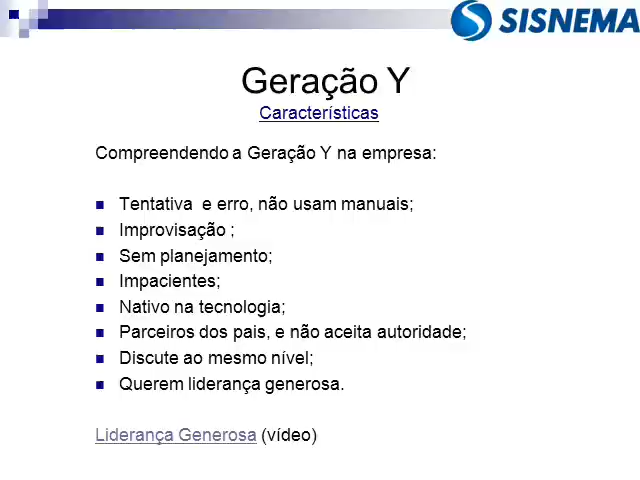 SISNEMA
Geração Y
Características
Compreendendo a Geração Y na empresa:
Tentativa e erro, não usam manuais;
Improvisação ;
Sem planejamento;
Impacientes;
Nativo na tecnologia;
Parceiros dos pais, e não aceita autoridade;
Discute ao mesmo nível;
Querem liderança generosa.
Liderança Generosa (vídeo)